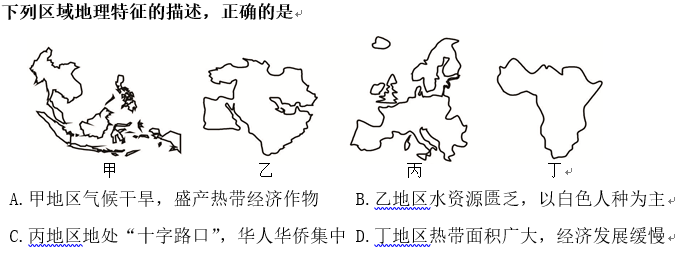 下列区域地理特征的描述，正确的是
甲 乙 丙 丁
A.甲地区气候干旱，盛产热带经济作物 B.乙地区水资源匮乏，以白色人种为主
C.丙地区地处“十字路口”，华人华侨集中 D.丁地区热带面积广大，经济发展缓慢